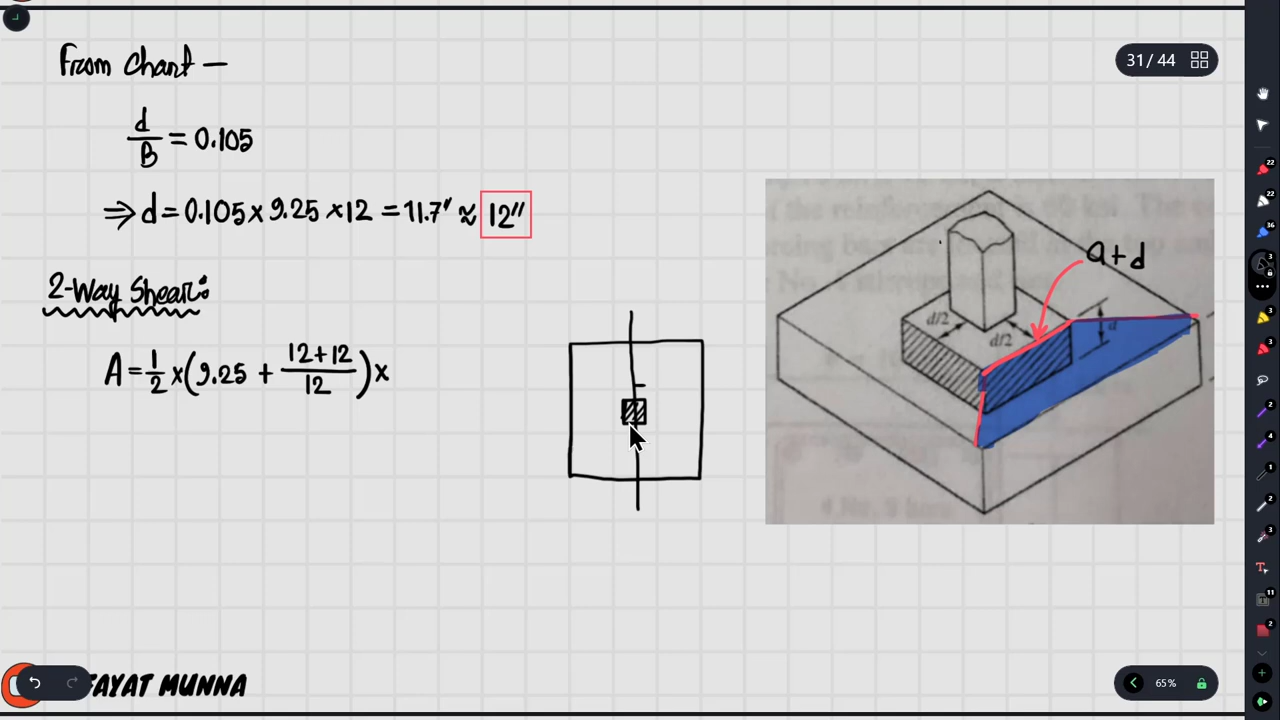 From Chart —
31 / 44
d/B = 0.105
⇒ d = 0.105 × 9.25 × 12 = 11.7" ≈ 12"
a+d
d/2
d/2
d
2-Way Shear:
A = 1/2 × (9.25 + (12+12)/12) ×
FAYAT MUNNA
65%